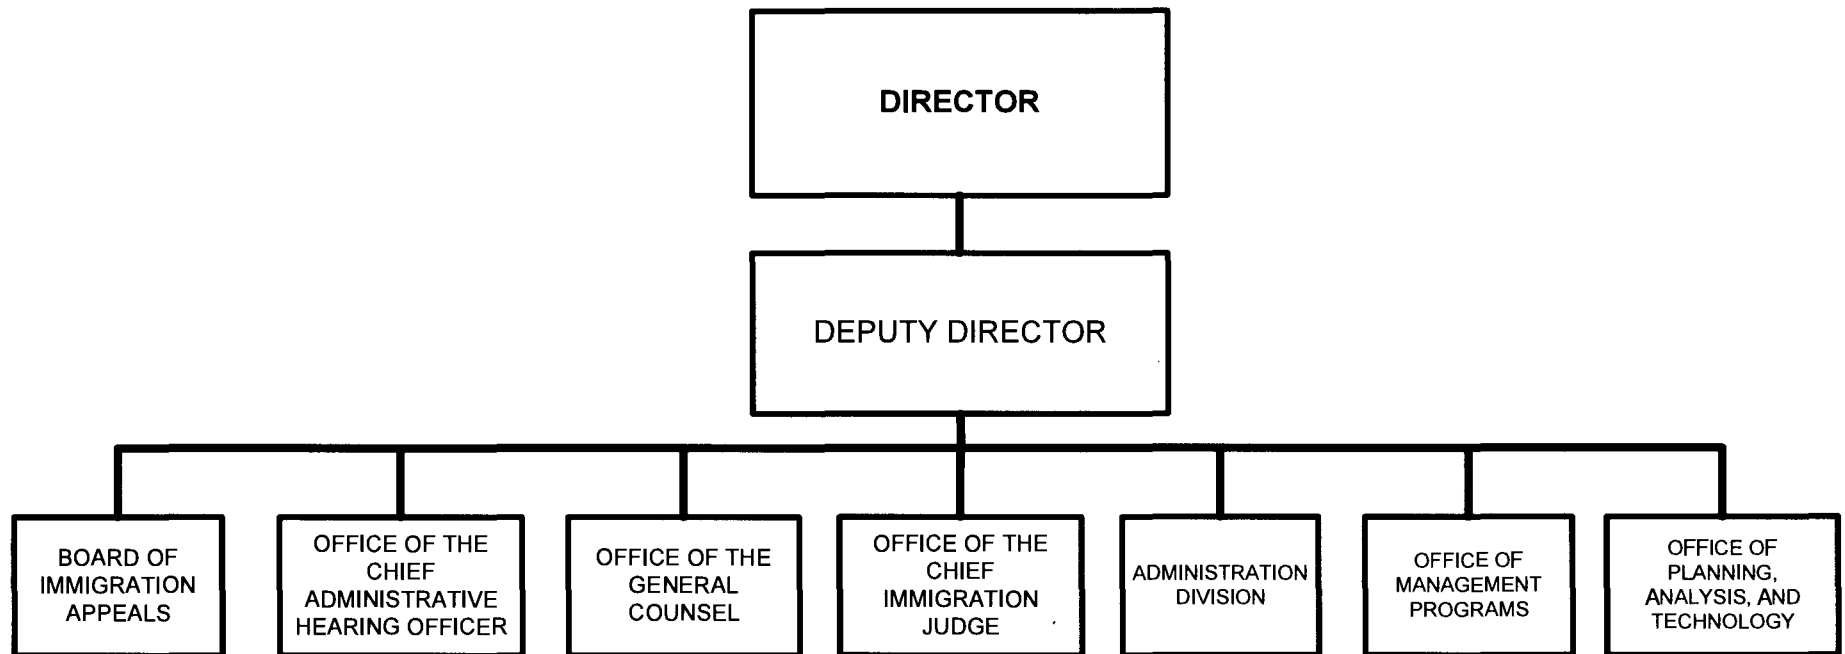 DIRECTOR
DEPUTY DIRECTOR
BOARD OF
IMMIGRATION
APPEALS
OFFICE OF THE
CHIEF
ADMINISTRATIVE
HEARING OFFICER
OFFICE OF THE
GENERAL
COUNSEL
OFFICE OF THE
CHIEF
IMMIGRATION
JUDGE
ADMINISTRATION
DIVISION
OFFICE OF
MANAGEMENT
PROGRAMS
OFFICE OF
PLANNING,
ANALYSIS, AND
TECHNOLOGY